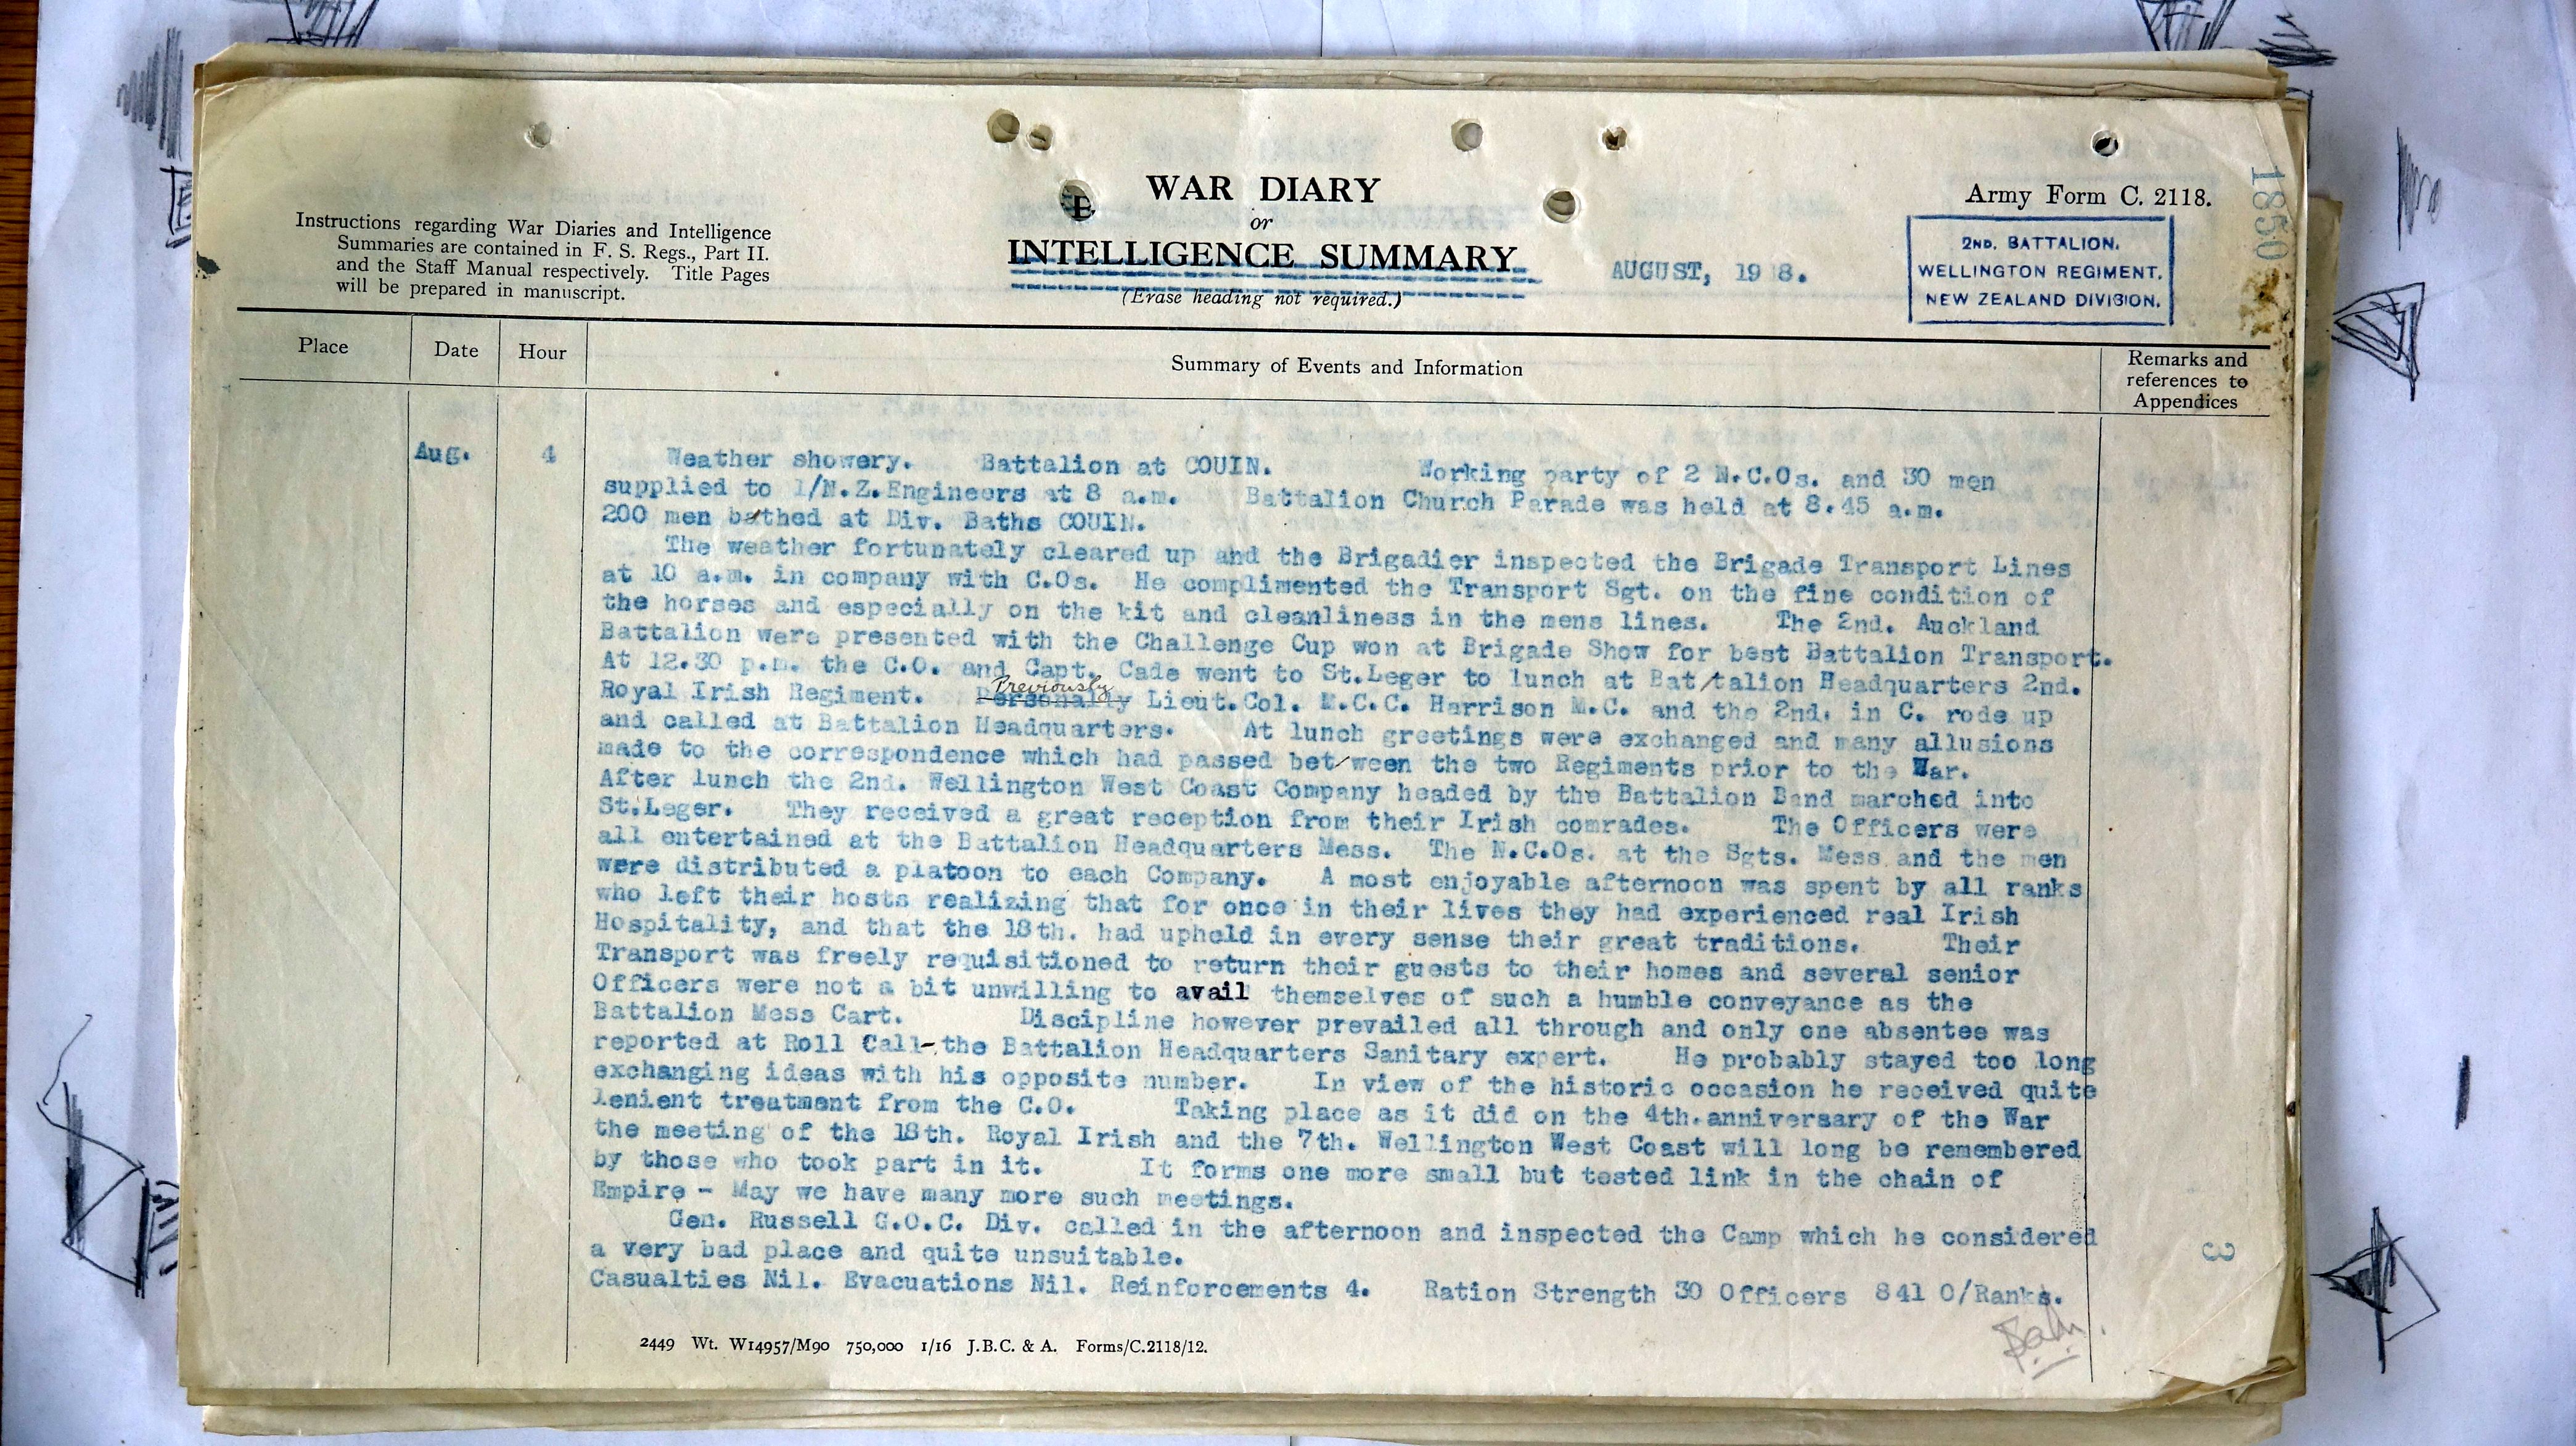 WAR DIARY
or
INTELLIGENCE SUMMARY
(Erase heading not required.)
Instructions regarding War Diaries and Intelligence
Summaries are contained in F. S. Regs., Part II.
and the Staff Manual respectively. Title Pages
will be prepared in manuscript.
AUGUST, 19 8.
Army Form C. 2118.
2ND. BATTALION.
WELLINGTON REGIMENT.
NEW ZEALAND DIVISION.
1850
Place
Date
Hour
Summary of Events and Information
Remarks and
references to
Appendices
Aug. 4
Weather showery. Battalion at COUIN. Working party of 2 N.C.Os. and 30 men
supplied to 1/N.Z.Engineers at 8 a.m. Battalion Church Parade was held at 8.45 a.m.
200 men bathed at Div. Baths COUIN.
The weather fortunately cleared up and the Brigadier inspected the Brigade Transport Lines
at 10 a.m. in company with C.Os. He complimented the Transport Sgt. on the fine condition of
the horses and especially on the kit and cleanliness in the mens lines. The 2nd. Auckland
Battalion were presented with the Challenge Cup won at Brigade Show for best Battalion Transport.
At 12.30 p.m. the C.O. and Capt. Cade went to St.Leger to lunch at Bat/talion Headquarters 2nd.
Previously
Royal Irish Regiment. Personally Lieut.Col. M.C.C. Harrison M.C. and the 2nd. in C. rode up
and called at Battalion Headquarters. At lunch greetings were exchanged and many allusions
made to the correspondence which had passed bet/ween the two Regiments prior to the War.
After lunch the 2nd. Wellington West Coast Company headed by the Battalion Band marched into
St.Leger. They received a great reception from their Irish comrades. The Officers were
all entertained at the Battalion Headquarters Mess. The N.C.Os. at the Sgts. Mess and the men
were distributed a platoon to each Company. A most enjoyable afternoon was spent by all ranks
who left their hosts realizing that for once in their lives they had experienced real Irish
Hospitality, and that the 18th. had upheld in every sense their great traditions. Their
Transport was freely requisitioned to return their guests to their homes and several senior
Officers were not a bit unwilling to avail themselves of such a humble conveyance as the
Battalion Mess Cart. Discipline however prevailed all through and only one absentee was
reported at Roll Call-the Battalion Headquarters Sanitary expert. He probably stayed too long
exchanging ideas with his opposite number. In view of the historic occasion he received quite
lenient treatment from the C.O. Taking place as it did on the 4th.anniversary of the War
the meeting of the 18th. Royal Irish and the 7th. Wellington West Coast will long be remembered
by those who took part in it. It forms one more small but tested link in the chain of
Empire - May we have many more such meetings.
Gen. Russell G.O.C. Div. called in the afternoon and inspected the Camp which he considered
a very bad place and quite unsuitable.
Casualties Nil. Evacuations Nil. Reinforcements 4. Ration Strength 30 Officers 841 O/Ranks.
3
2449 Wt. W14957/M90 750,000 1/16 J.B.C. & A. Forms/C.2118/12.